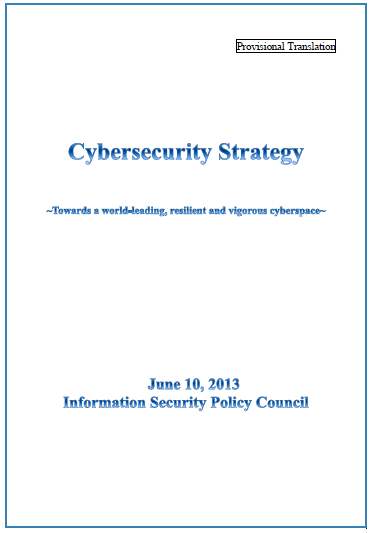 Provisional Translation
Cybersecurity Strategy
~Towards a world-leading, resilient and vigorous cyberspace~
June 10, 2013
Information Security Policy Council